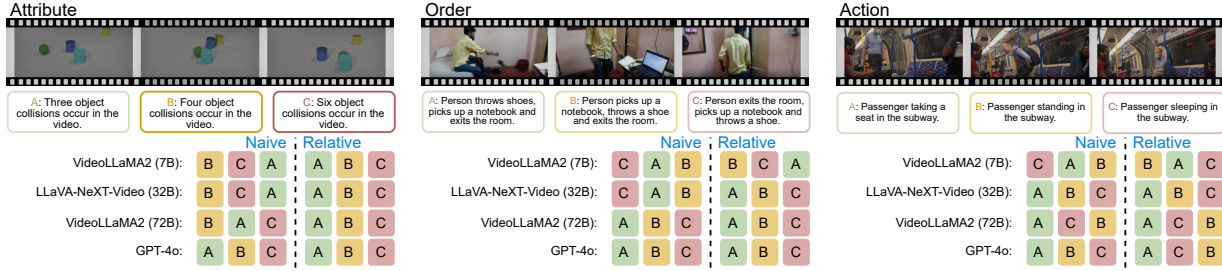 Attribute
A: Three object
collisions occur in the
video.
B: Four object
collisions occur in the
video.
C: Six object
collisions occur in the
video.
Naive Relative
VideoLLaMA2 (7B) B C A A B C
LLaVA-NeXT-Video (32B) B C A A B C
VideoLLaMA2 (72B) B A C A B C
GPT-4o: A B C A B C
Order
A: Person throws shoes,
picks up a notebook and
exits the room.
B: Person picks up a
notebook, throws a shoe
and exits the room.
C: Person exits the room,
picks up a notebook and
throws a shoe.
Naive Relative
VideoLLaMA2 (7B) C A B B C A
LLaVA-NeXT-Video (32B) C A B A B C
VideoLLaMA2 (72B) A B C A B C
GPT-4o: A B C A B C
Action
A: Passenger taking a
seat in the subway.
B: Passenger standing in
the subway.
C: Passenger sleeping in
the subway.
Naive Relative
VideoLLaMA2 (7B) C A B B A C
LLaVA-NeXT-Video (32B) A B C A B C
VideoLLaMA2 (72B) A C B A C B
GPT-4o: A B C A C B